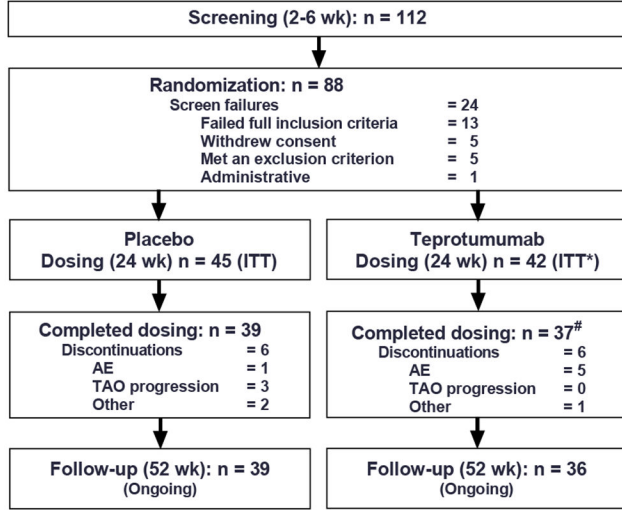 Screening (2-6 wk): n = 112
Randomization: n = 88
Screen failures = 24
Failed full inclusion criteria = 13
Withdrew consent = 5
Met an exclusion criterion = 5
Administrative = 1
Placebo
Dosing (24 wk) n = 45 (ITT)
Teprotumumab
Dosing (24 wk) n = 42 (ITT*)
Completed dosing: n = 39
Discontinuations = 6
AE = 1
TAO progression = 3
Other = 2
Completed dosing: n = 37#
Discontinuations = 6
AE = 5
TAO progression = 0
Other = 1
Follow-up (52 wk): n = 39
(Ongoing)
Follow-up (52 wk): n = 36
(Ongoing)